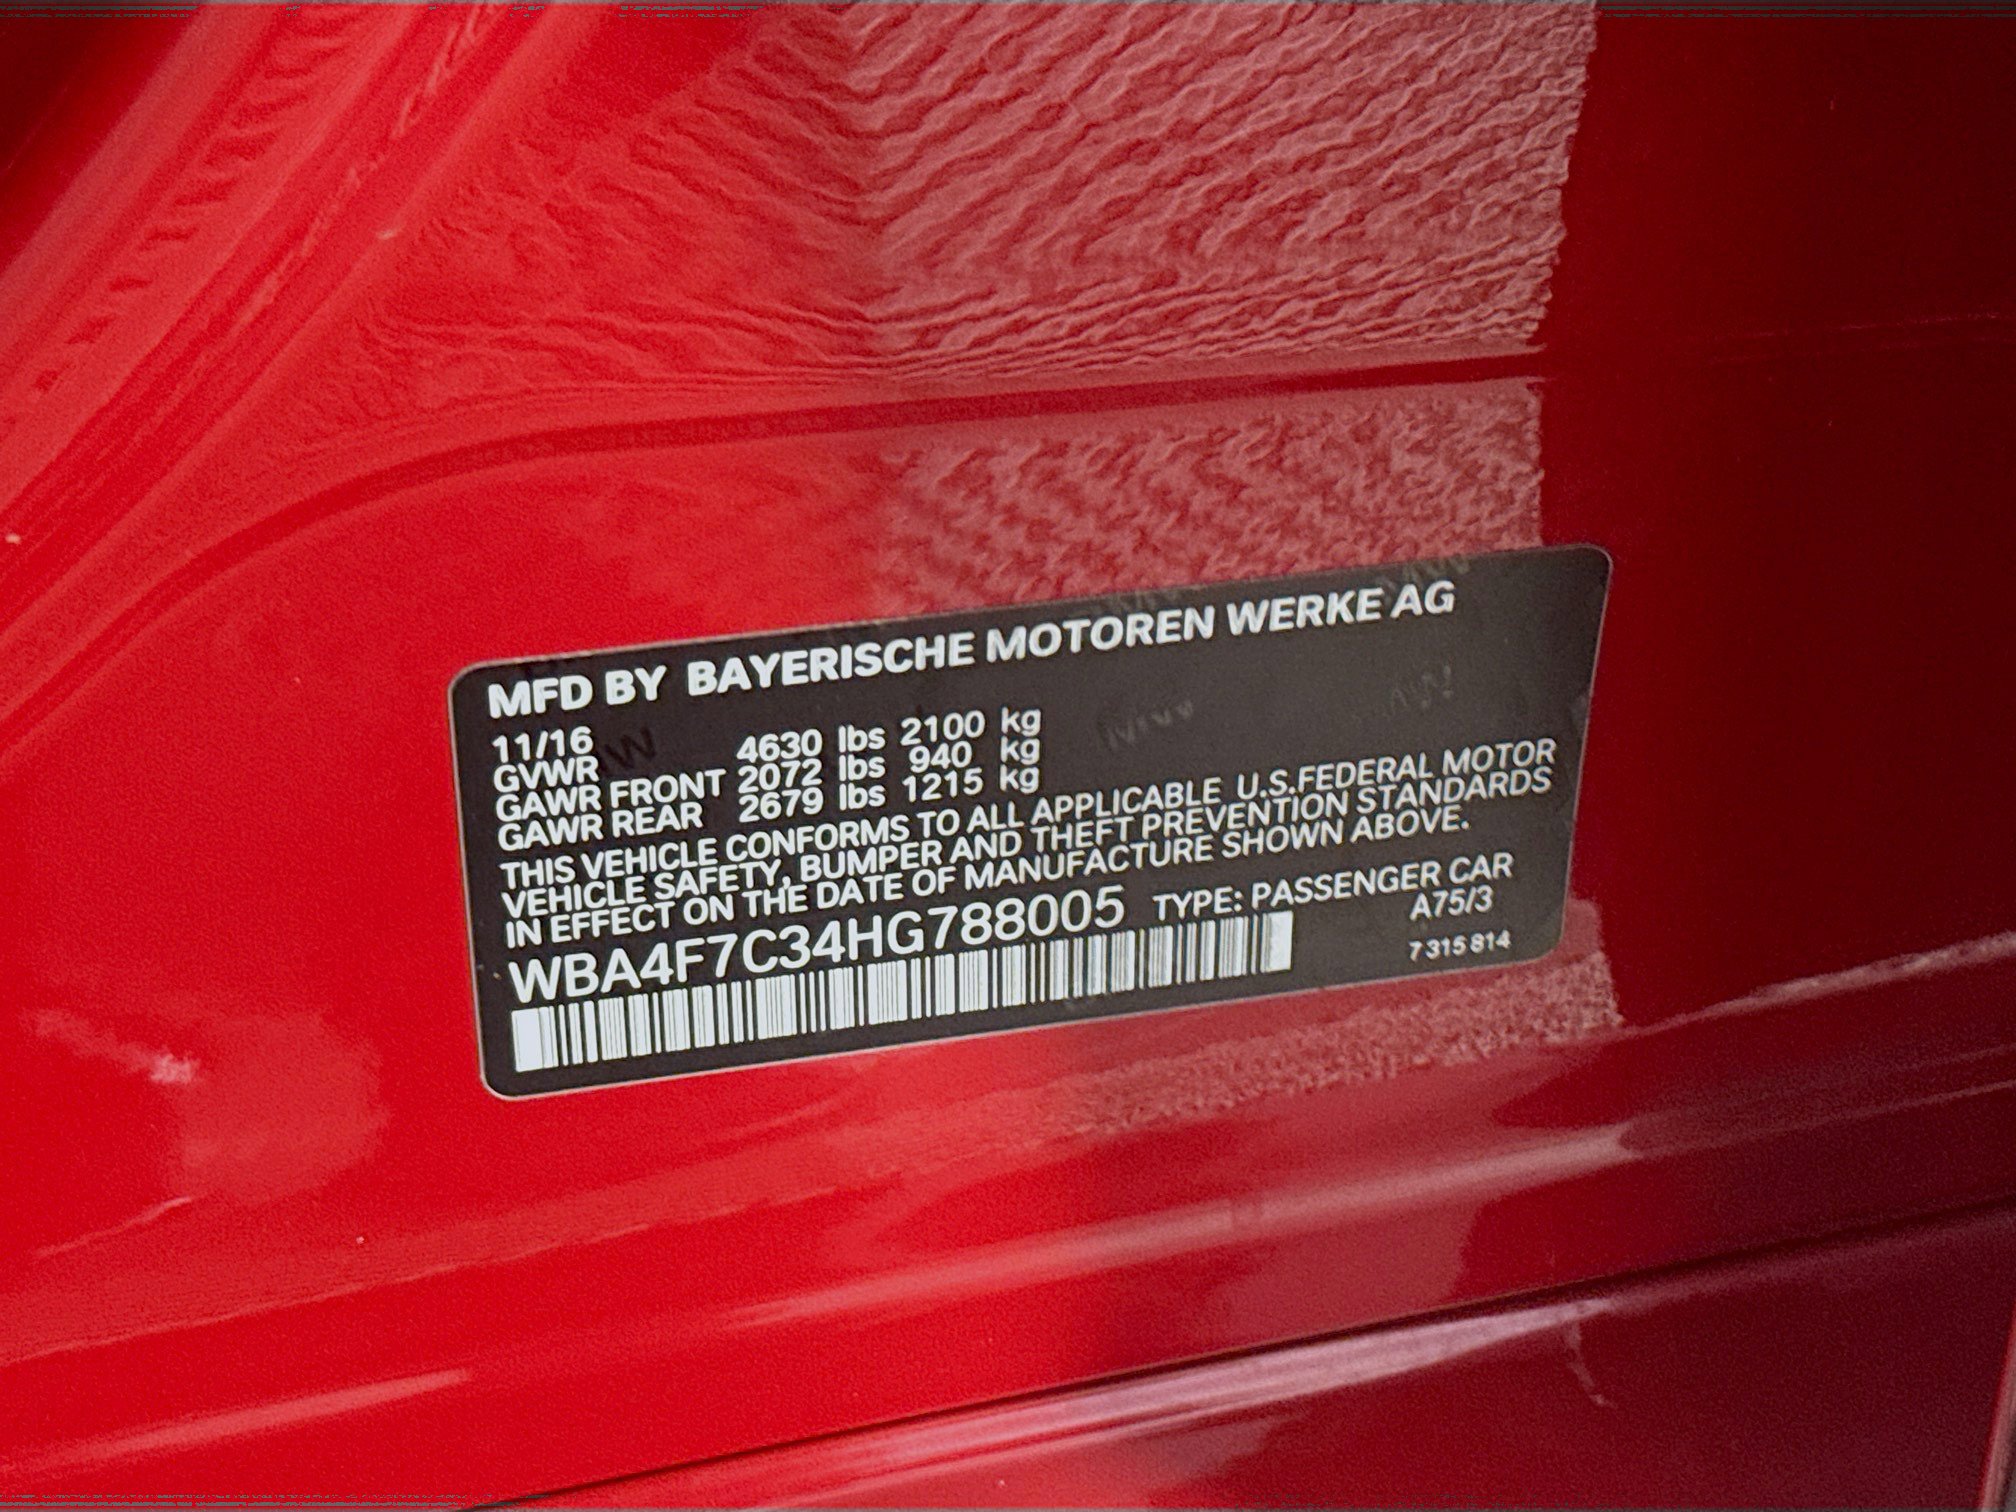 MFD BY BAYERISCHE MOTOREN WERKE AG
11/16
GVWR 4630 lbs 2100 kg
GAWR FRONT 2072 lbs 940 kg
GAWR REAR 2679 lbs 1215 kg
THIS VEHICLE CONFORMS TO ALL APPLICABLE U.S.FEDERAL MOTOR
VEHICLE SAFETY, BUMPER AND THEFT PREVENTION STANDARDS
IN EFFECT ON THE DATE OF MANUFACTURE SHOWN ABOVE.
WBA4F7C34HG788005 TYPE: PASSENGER CAR
A75/3
7 315 814